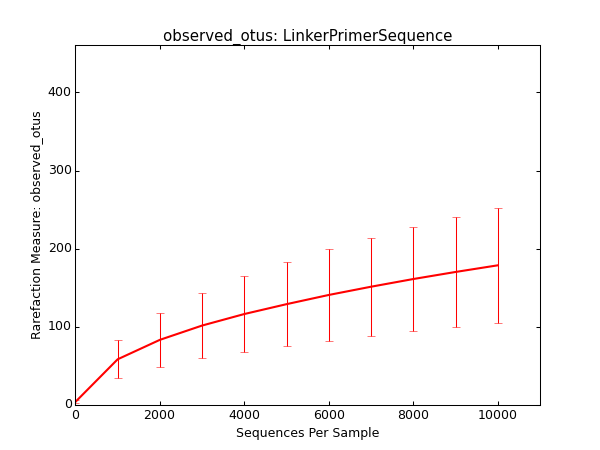 observed_otus: LinkerPrimerSequence
Rarefaction Measure: observed_otus
400
300
200
100
0
0 2000 4000 6000 8000 10000
Sequences Per Sample